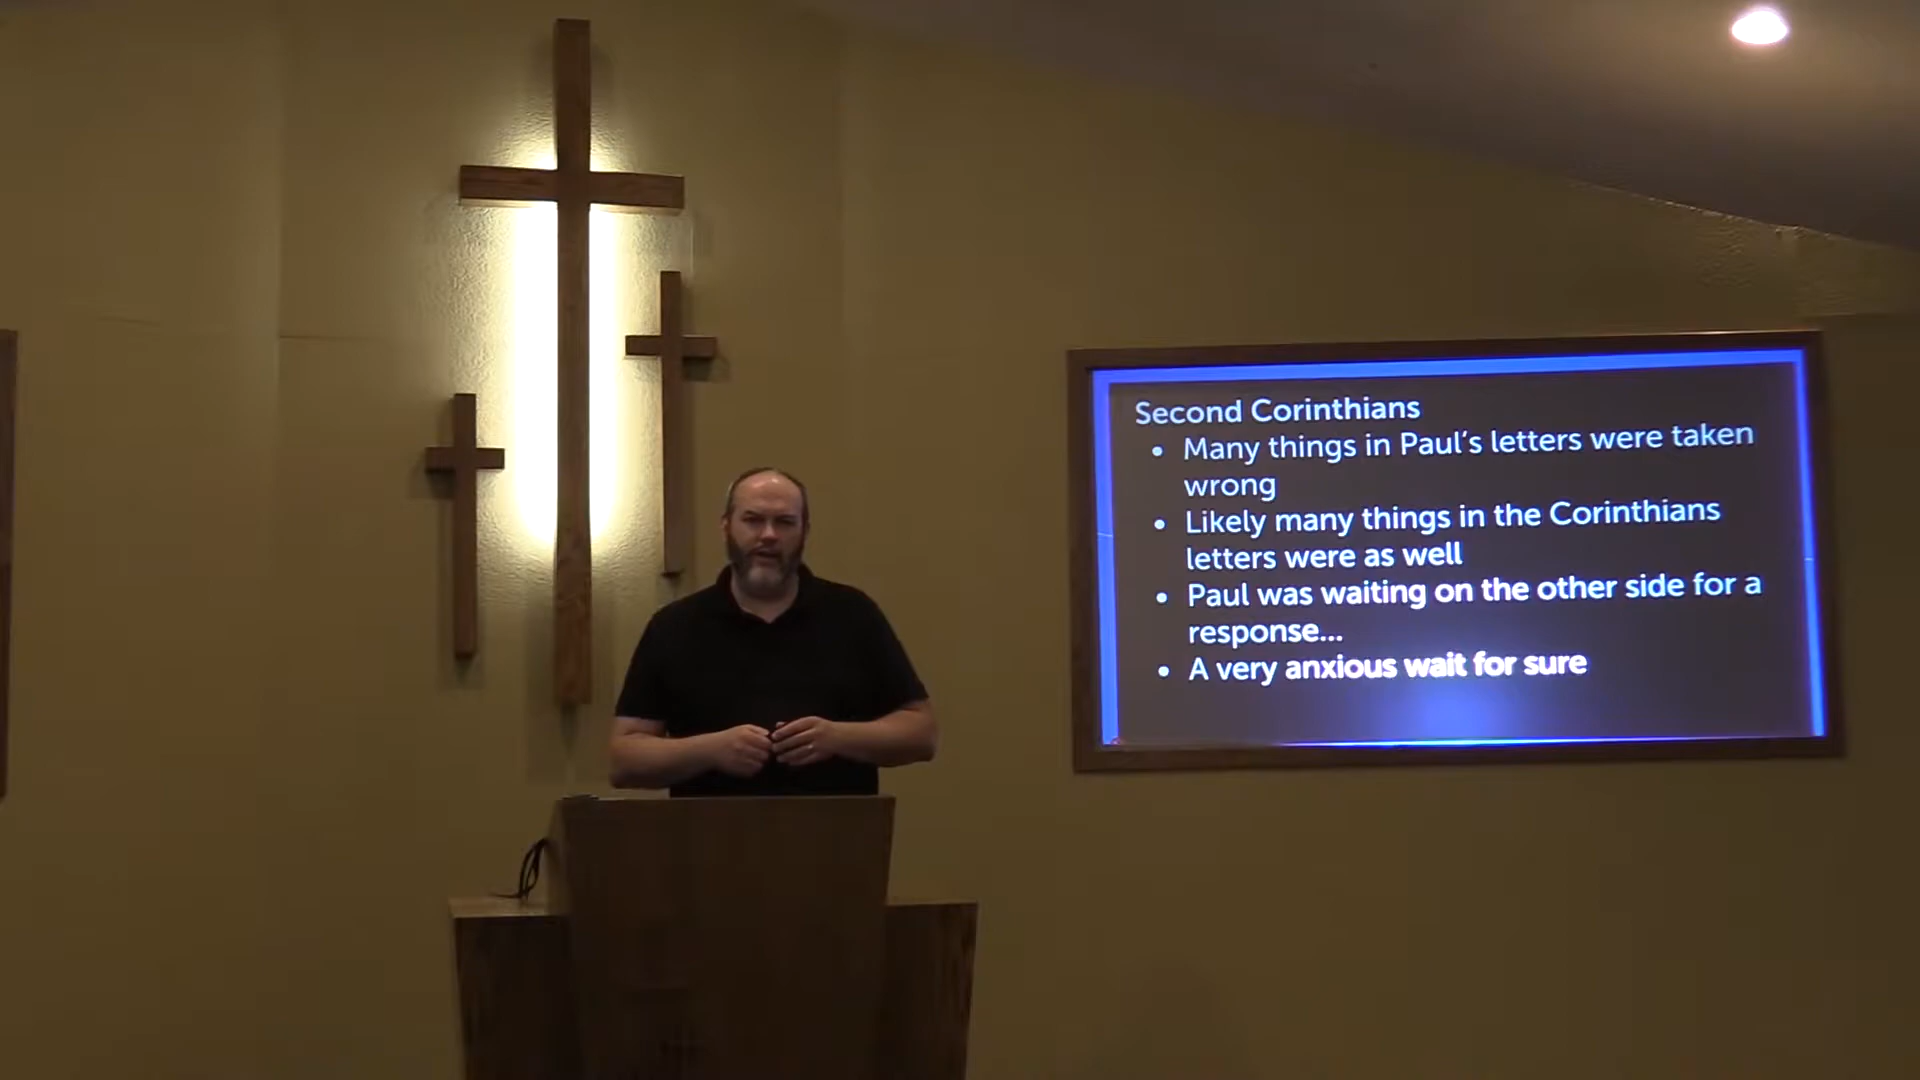 Second Corinthians
• Many things in Paul's letters were taken
wrong
• Likely many things in the Corinthians
letters were as well
• Paul was waiting on the other side for a
response...
• A very anxious wait for sure